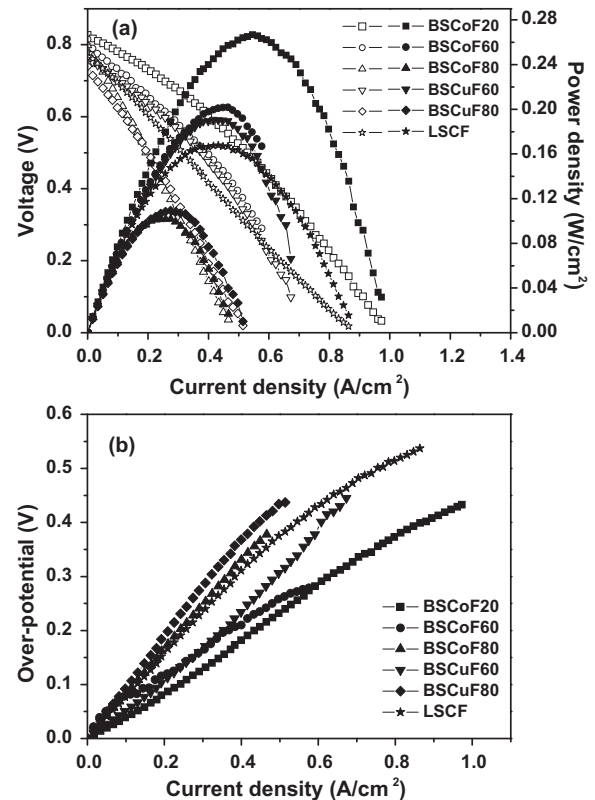 (a)
BSCoF20
BSCoF60
BSCoF80
BSCuF60
BSCuF80
LSCF
0.8
0.6
0.4
0.2
0.0
Voltage (V)
0.28
0.24
0.20
0.16
0.12
0.08
0.04
0.00
Power density (W/cm²)
0.0 0.2 0.4 0.6 0.8 1.0 1.2 1.4
Current density (A/cm²)
(b)
0.6
0.5
0.4
0.3
0.2
0.1
0.0
Over-potential (V)
BSCoF20
BSCoF60
BSCoF80
BSCuF60
BSCuF80
LSCF
0.0 0.2 0.4 0.6 0.8 1.0
Current density (A/cm²)